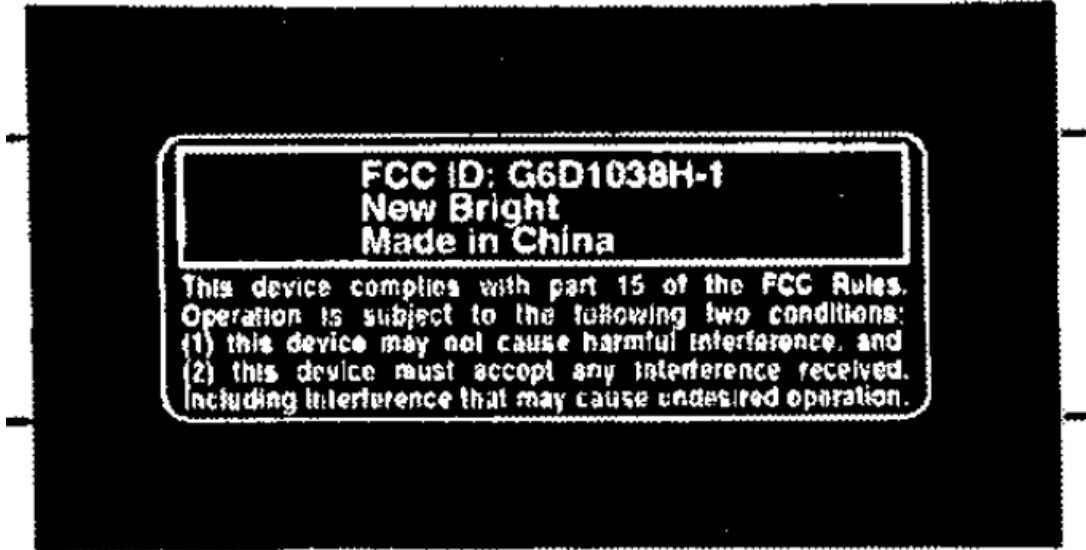 FCC ID: G6D1038H-1
New Bright
Made in China
This device complies with part 15 of the FCC Rules.
Operation is subject to the following two conditions:
(1) this device may not cause harmful interference, and
(2) this device must accept any interference received.
Including interference that may cause undesired operation.